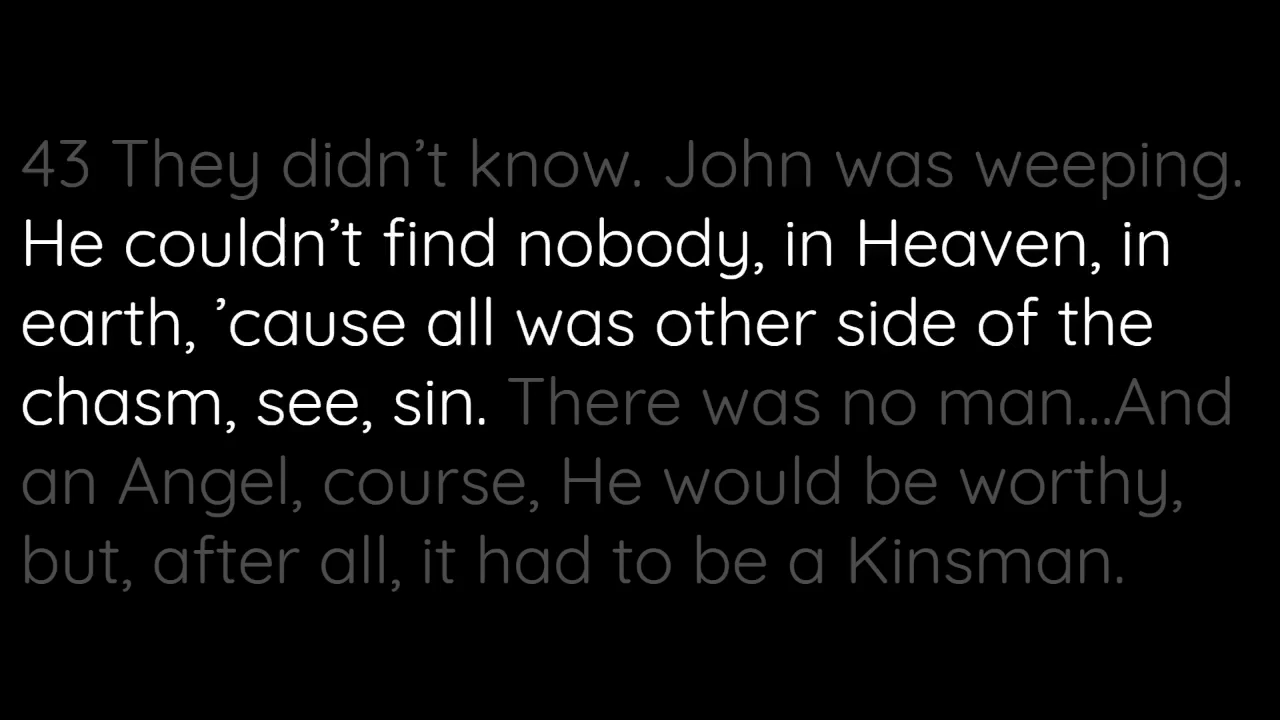 43 They didn’t know. John was weeping.
He couldn’t find nobody, in Heaven, in
earth, ’cause all was other side of the
chasm, see, sin. There was no man...And
an Angel, course, He would be worthy,
but, after all, it had to be a Kinsman.